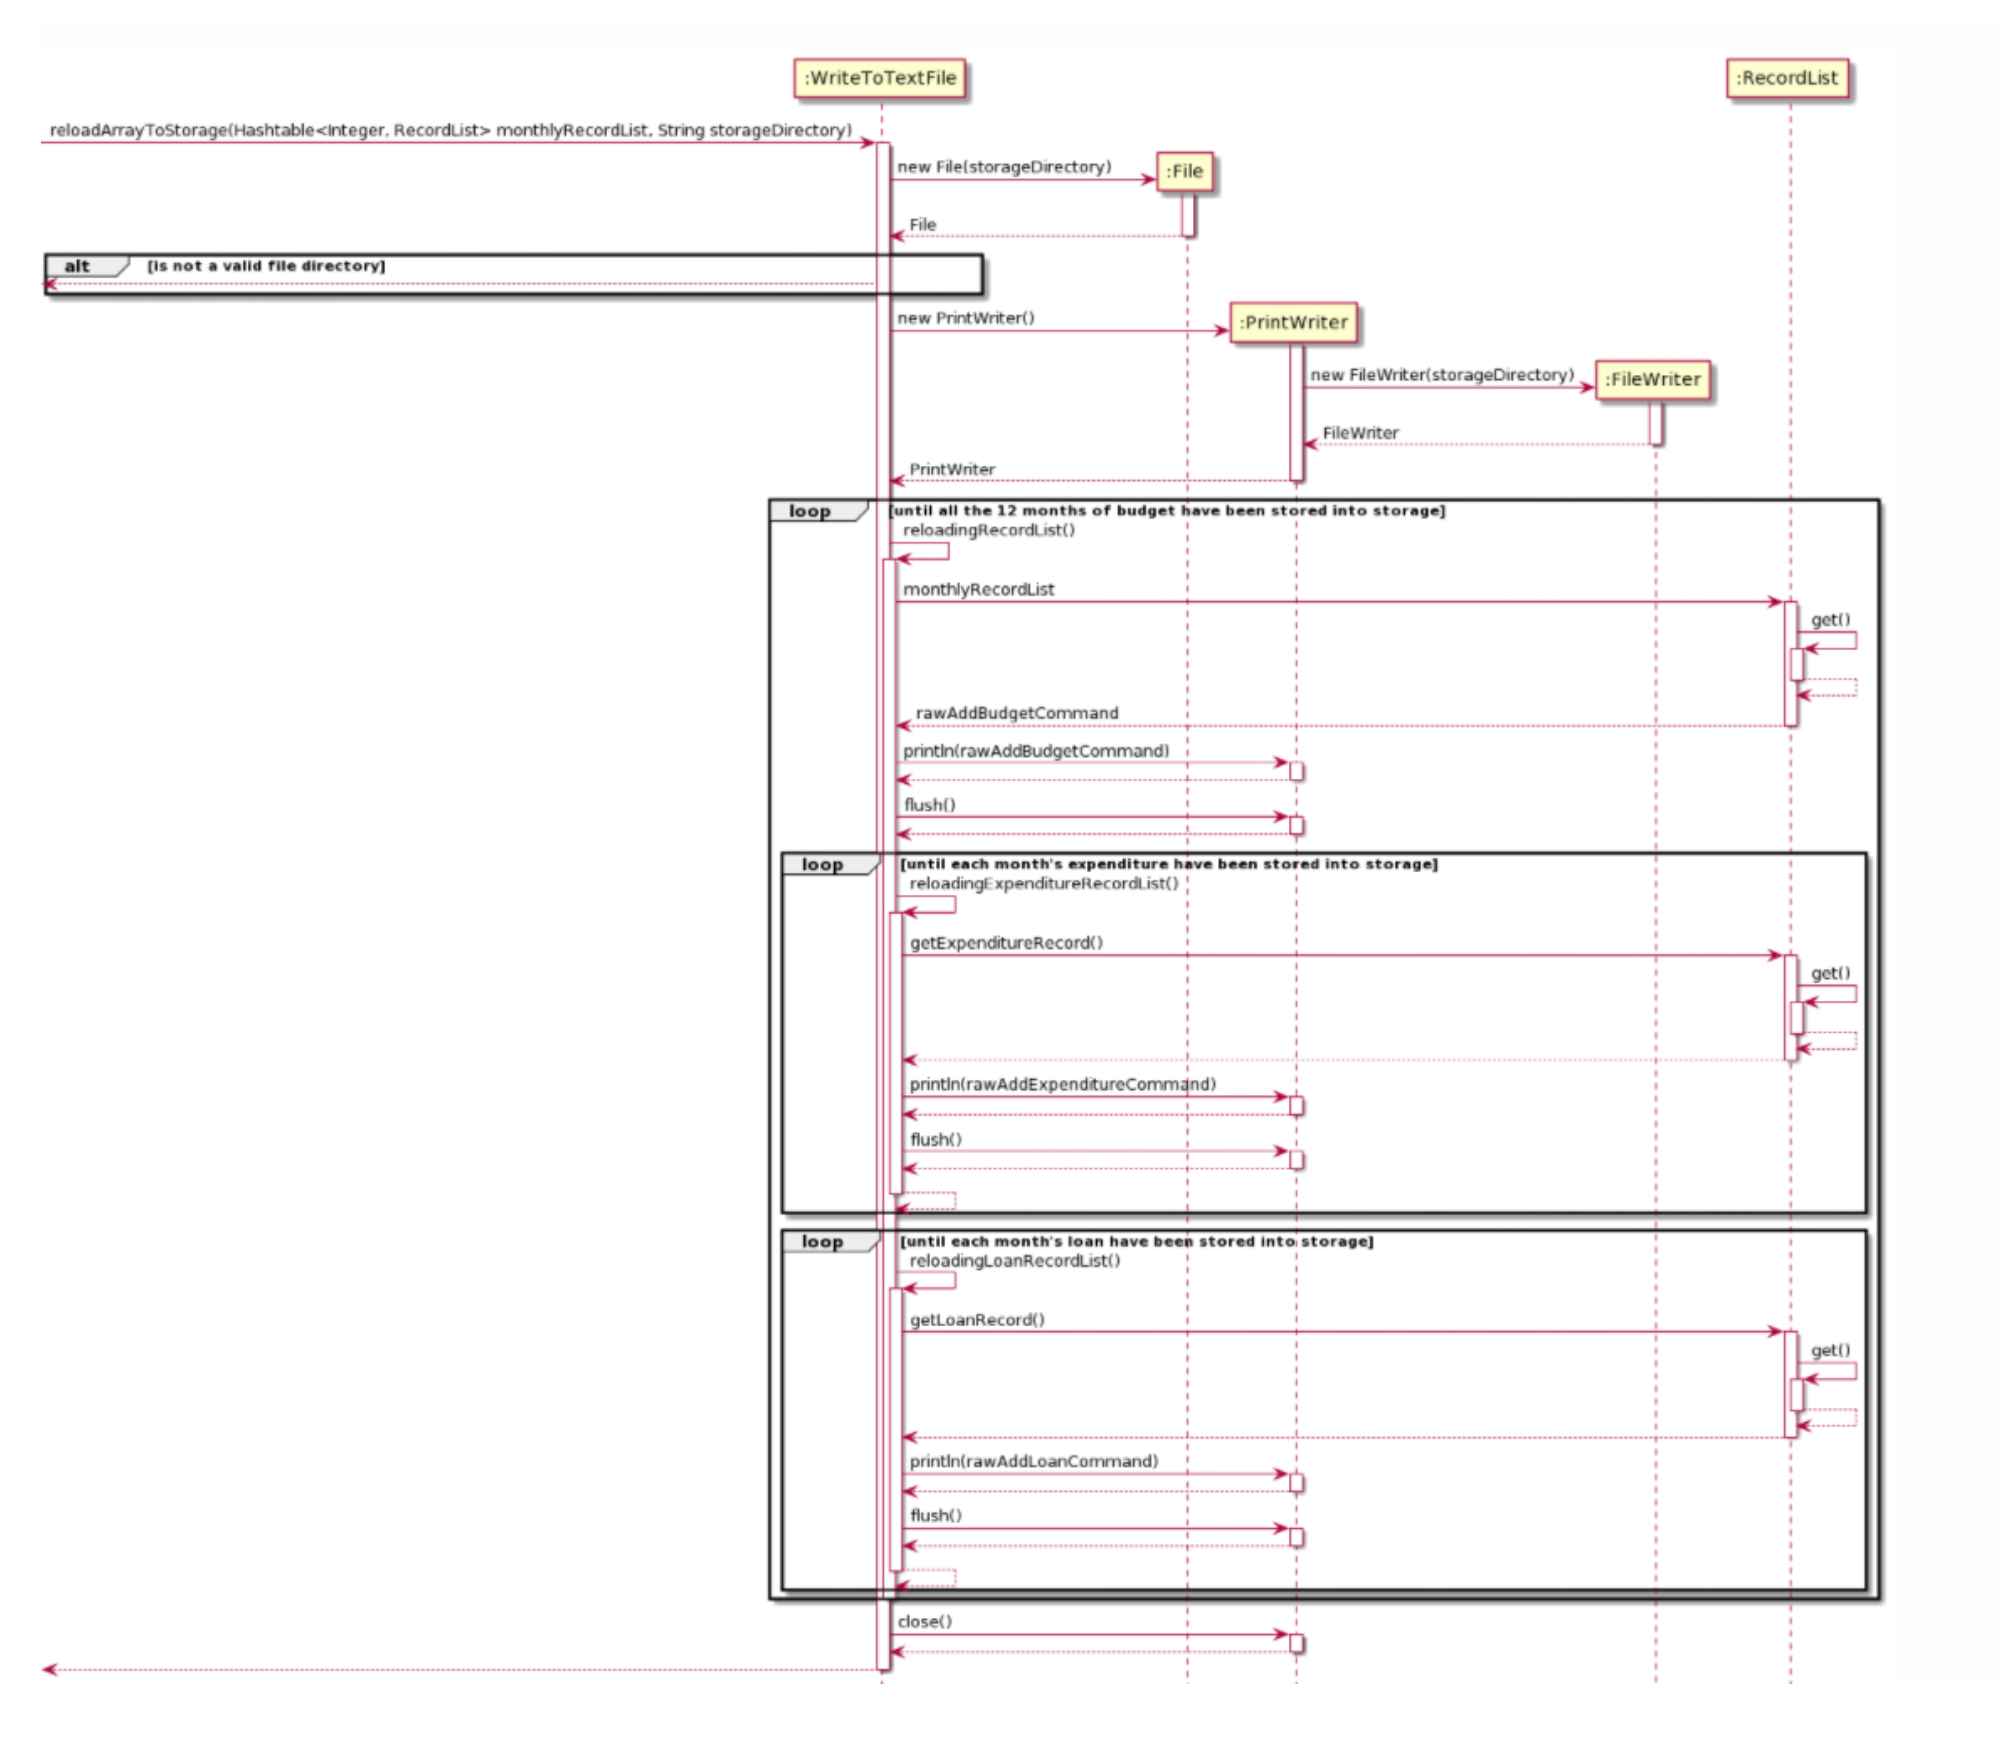 :WriteToTextFile
:RecordList
reloadArrayToStorage(Hashtable<Integer, RecordList> monthlyRecordList, String storageDirectory)
new File(storageDirectory)
:File
File
alt
[is not a valid file directory]
new PrintWriter()
:PrintWriter
new FileWriter(storageDirectory)
:FileWriter
FileWriter
PrintWriter
loop
[until all the 12 months of budget have been stored into storage]
reloadingRecordList()
monthlyRecordList
get()
rawAddBudgetCommand
println(rawAddBudgetCommand)
flush()
loop
[until each month's expenditure have been stored into storage]
reloadingExpenditureRecordList()
getExpenditureRecord()
get()
println(rawAddExpenditureCommand)
flush()
loop
[until each month's loan have been stored into storage]
reloadingLoanRecordList()
getLoanRecord()
get()
println(rawAddLoanCommand)
flush()
close()